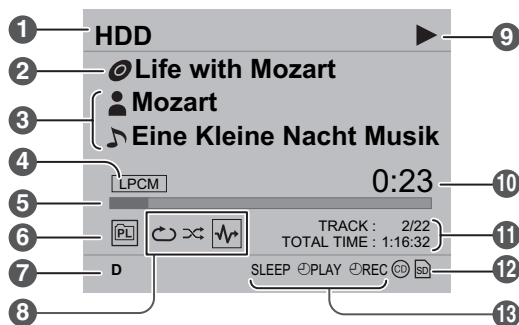 1 HDD 9
2 Life with Mozart
3 Mozart
Eine Kleine Nacht Musik
4 LPCM 0:23 10
5
6 PL TRACK : 2/22 11
TOTAL TIME : 1:16:32
7 D SLEEP PLAY REC CD SD 12
8 13